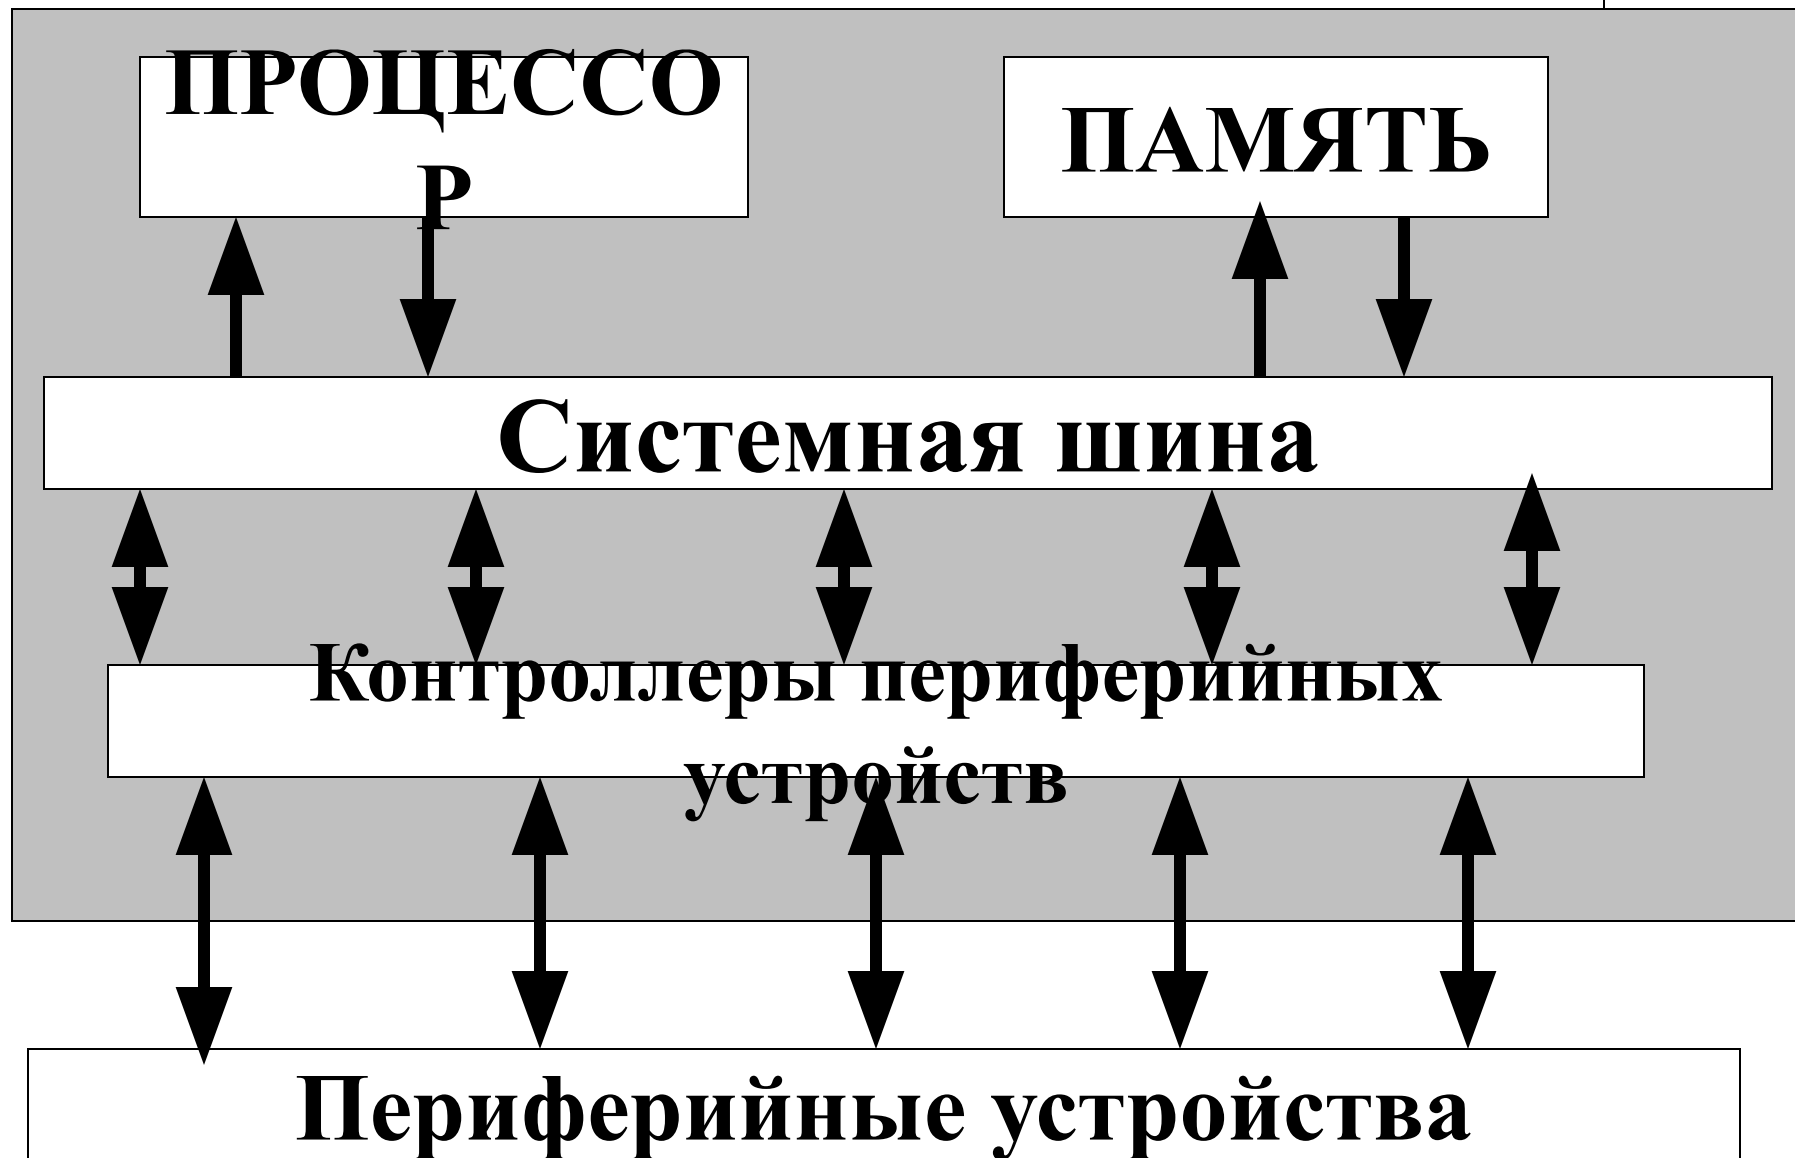 ПРОЦЕССО
Р
ПАМЯТЬ
Системная шина
Контроллеры периферийных
устройств
Периферийные устройства